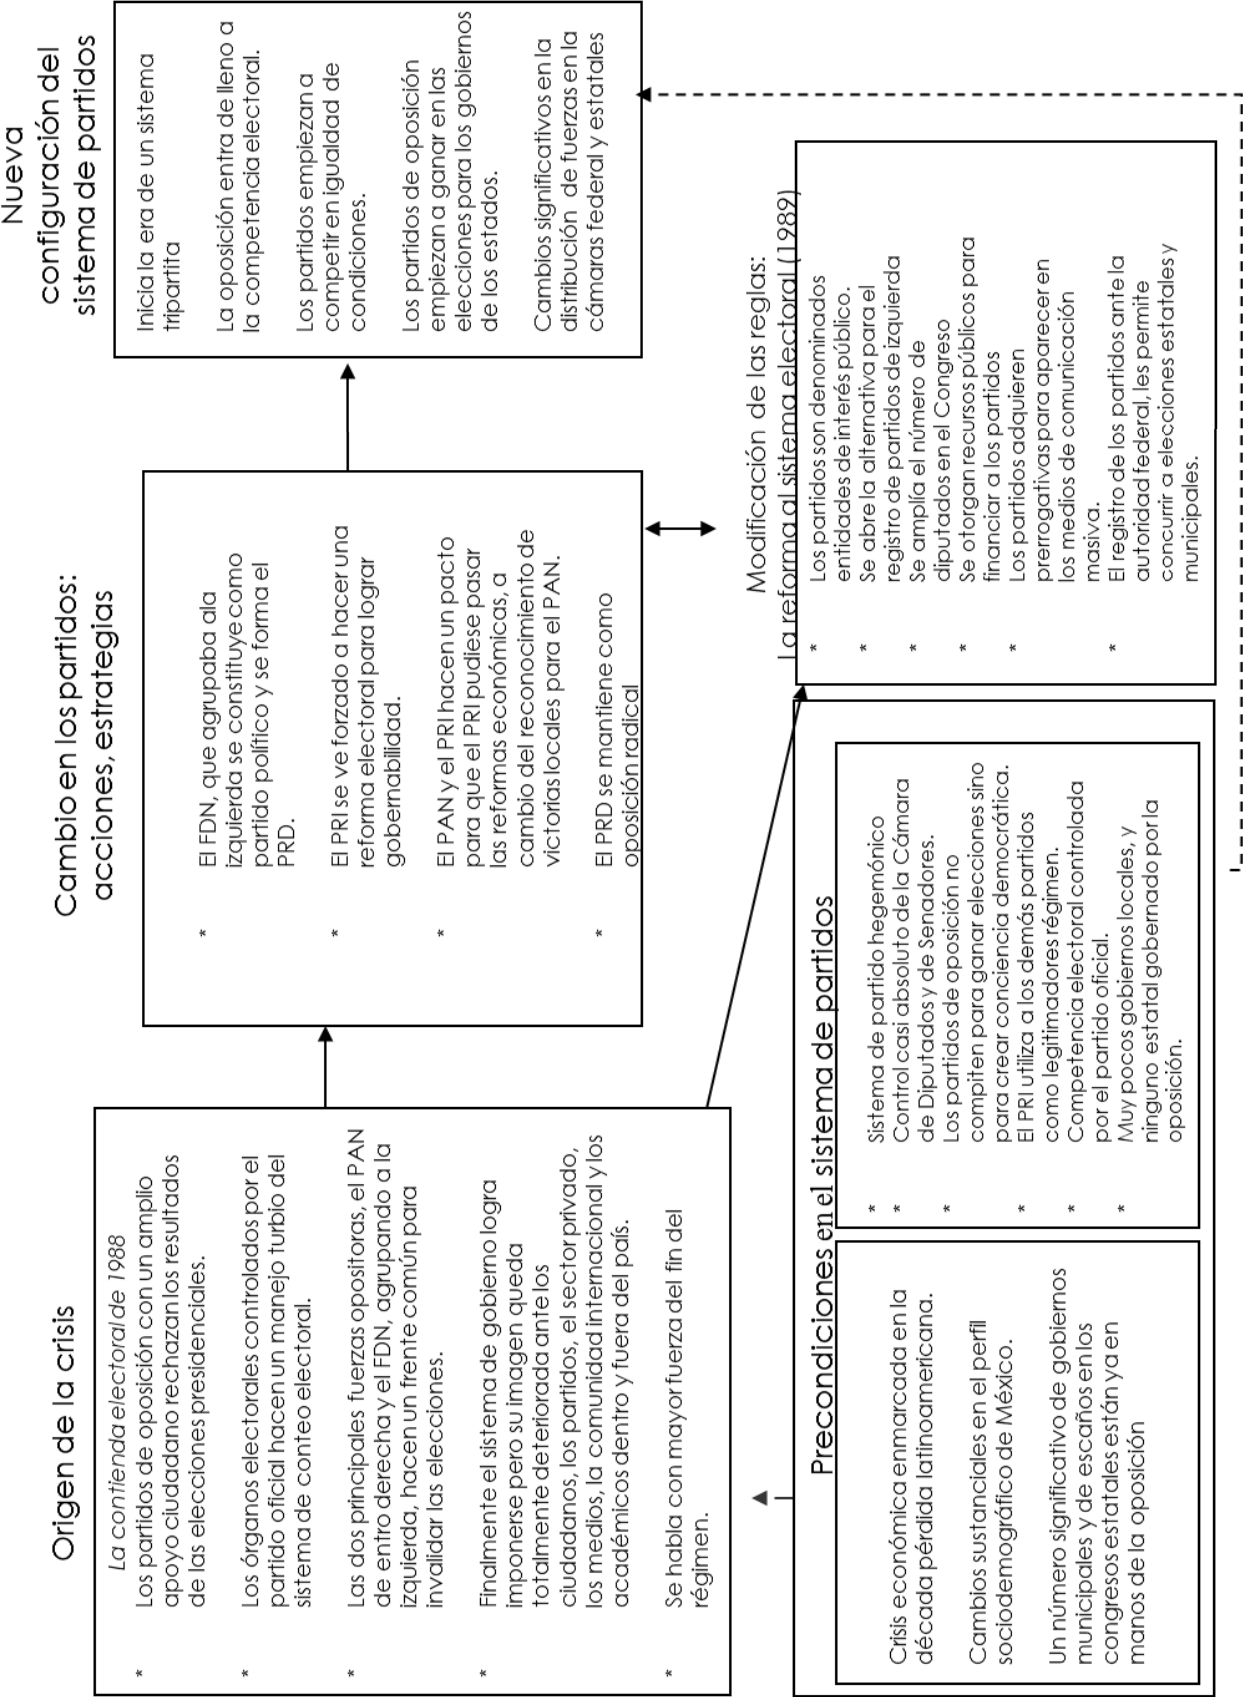 Origen de la crisis
La contienda electoral de 1988
* Los partidos de oposición con un amplio
apoyo ciudadano rechazan los resultados
de las elecciones presidenciales.
* Los órganos electorales controlados por el
partido oficial hacen un manejo turbio del
sistema de conteo electoral.
* Las dos principales fuerzas opositoras, el PAN
de entro derecha y el FDN, agrupando a la
izquierda, hacen un frente común para
invalidar las elecciones.
* Finalmente el sistema de gobierno logra
imponerse pero su imagen queda
totalmente deteriorada ante los
ciudadanos, los partidos, el sector privado,
los medios, la comunidad internacional y los
académicos dentro y fuera del país.
* Se habla con mayor fuerza del fin del
régimen.
Cambio en los partidos:
acciones, estrategias
* El FDN, que agrupaba ala
izquierda se constituye como
partido político y se forma el
PRD.
* El PRI se ve forzado a hacer una
reforma electoral para lograr
gobernabilidad.
* El PAN y el PRI hacen un pacto
para que el PRI pudiese pasar
las reformas económicas, a
cambio del reconocimiento de
victorias locales para el PAN.
* El PRD se mantiene como
oposición radical
Nueva
configuración del
sistema de partidos
Inicia la era de un sistema
tripartita
La oposición entra de lleno a
la competencia electoral.
Los partidos empiezan a
competir en igualdad de
condiciones.
Los partidos de oposición
empiezan a ganar en las
elecciones para los gobiernos
de los estados.
Cambios significativos en la
distribución de fuerzas en la
cámaras federal y estatales
Precondiciones en el sistema de partidos
Crisis económica enmarcada en la
década pérdida latinoamericana.
Cambios sustanciales en el perfil
sociodemográfico de México.
Un número significativo de gobiernos
municipales y de escaños en los
congresos estatales están ya en
manos de la oposición
* Sistema de partido hegemónico
* Control casi absoluto de la Cámara
de Diputados y de Senadores.
* Los partidos de oposición no
compiten para ganar elecciones sino
para crear conciencia democrática.
* El PRI utiliza a los demás partidos
como legitimadores régimen.
* Competencia electoral controlada
por el partido oficial.
* Muy pocos gobiernos locales, y
ninguno estatal gobernado por la
oposición.
Modificación de las reglas:
La reforma al sistema electoral (1989)
* Los partidos son denominados
entidades de interés público.
* Se abre la alternativa para el
registro de partidos de izquierda
* Se amplía el número de
diputados en el Congreso
* Se otorgan recursos públicos para
financiar a los partidos
* Los partidos adquieren
prerrogativas para aparecer en
los medios de comunicación
masiva.
* El registro de los partidos ante la
autoridad federal, les permite
concurrir a elecciones estatales y
municipales.